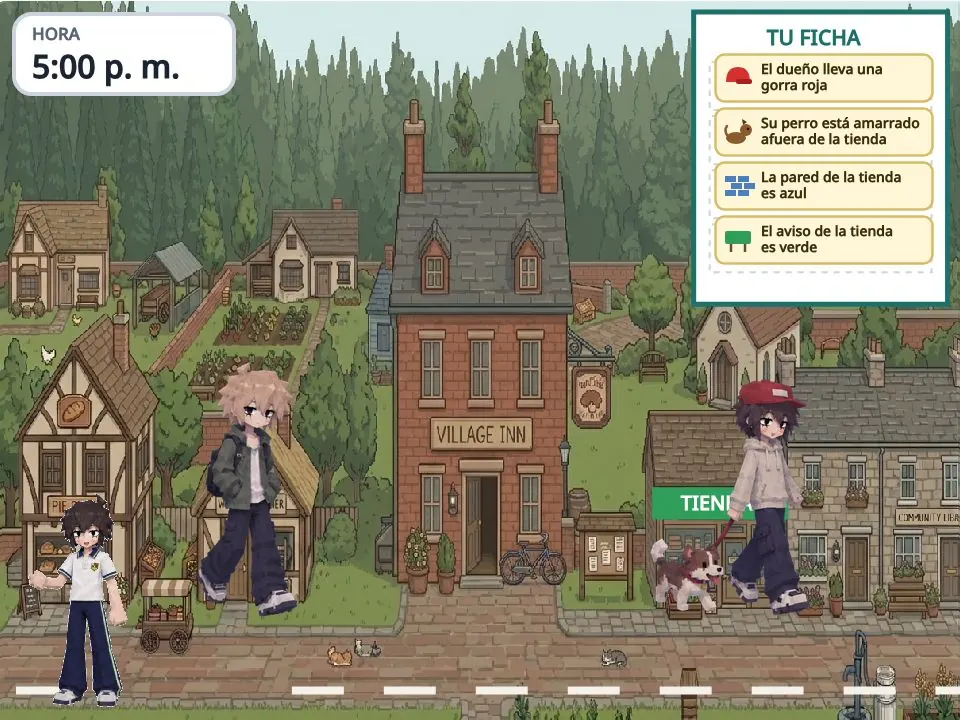 HORA
5:00 p. m.
TU FICHA
El dueño lleva una
gorra roja
Su perro está amarrado
afuera de la tienda
La pared de la tienda
es azul
El aviso de la tienda
es verde
VILLAGE INN
TIEN
COMMUNITY